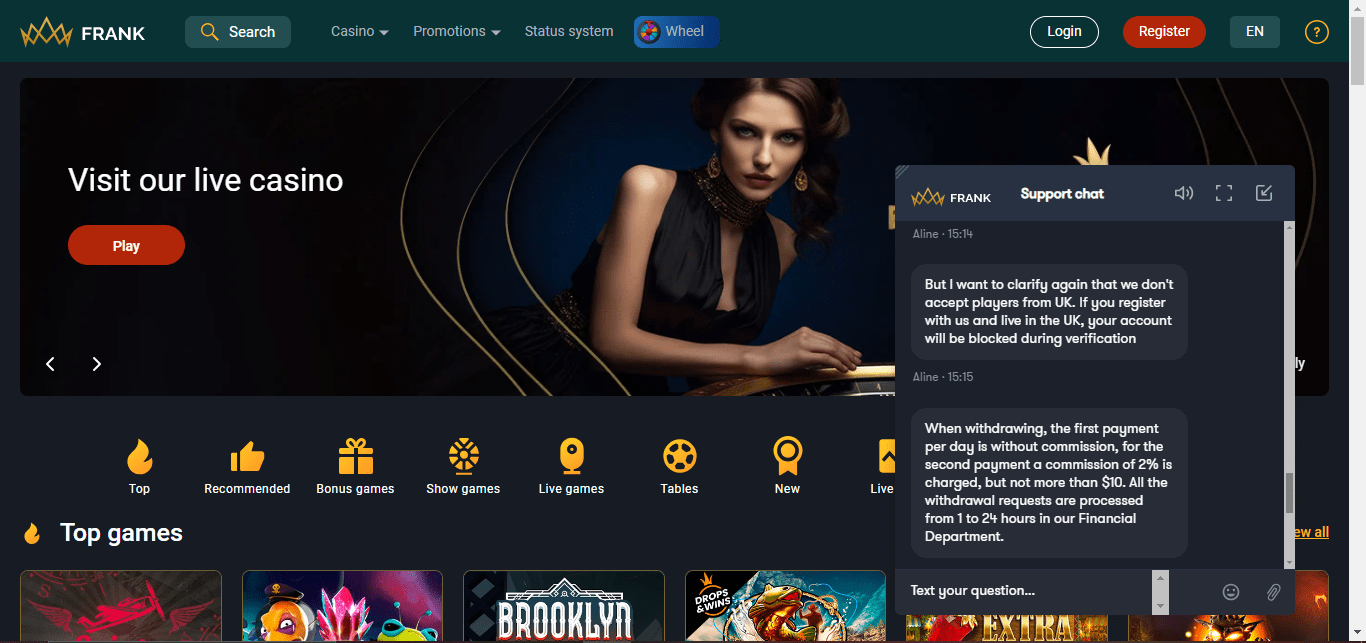 FRANK
Search
Casino
Promotions
Status system
Wheel
Login
Register
EN
?
Visit our live casino
Play
FRANK
Support chat
Aline · 15:14
But I want to clarify again that we don't
accept players from UK. If you register
with us and live in the UK, your account
will be blocked during verification
ly
Aline · 15:15
When withdrawing, the first payment
per day is without commission, for the
second payment a commission of 2% is
charged, but not more than $10. All the
withdrawal requests are processed
from 1 to 24 hours in our Financial
Department.
Text your question...
Top
Recommended
Bonus games
Show games
Live games
Tables
New
Live
Top games
ew all
BROOKLYN
DROPS
& WINS
EXTRA